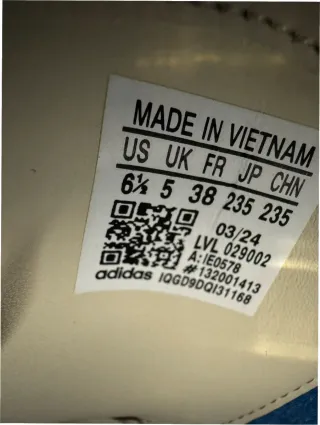 MADE IN VIETNAM
US UK FR JP CHN
6½ 5 38 235 235
03/24
LVL 029002
A:IE0578
#132001413
adidas IQGD9DQI31168